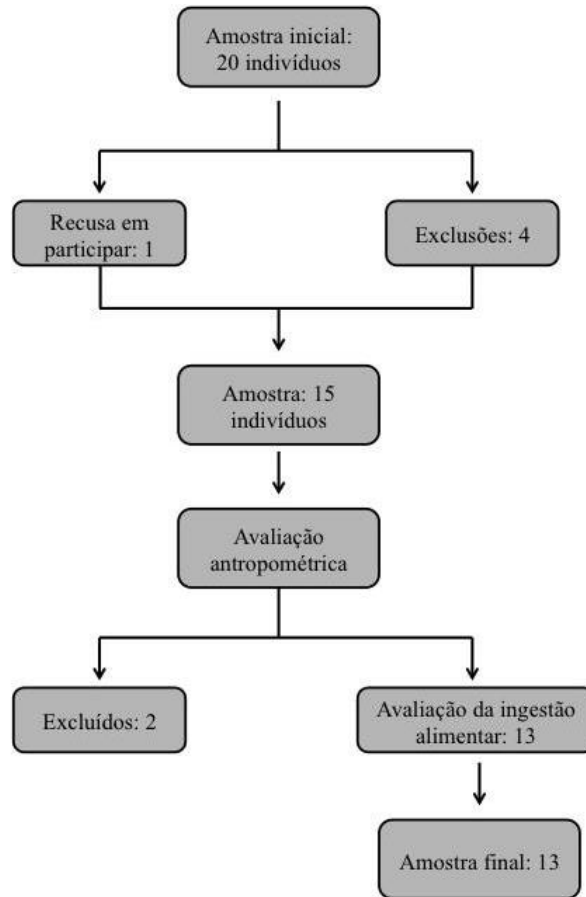 Amostra inicial:
20 indivíduos
Recusa em
participar: 1
Exclusões: 4
Amostra: 15
indivíduos
Avaliação
antropométrica
Excluídos: 2
Avaliação da ingestão
alimentar: 13
Amostra final: 13